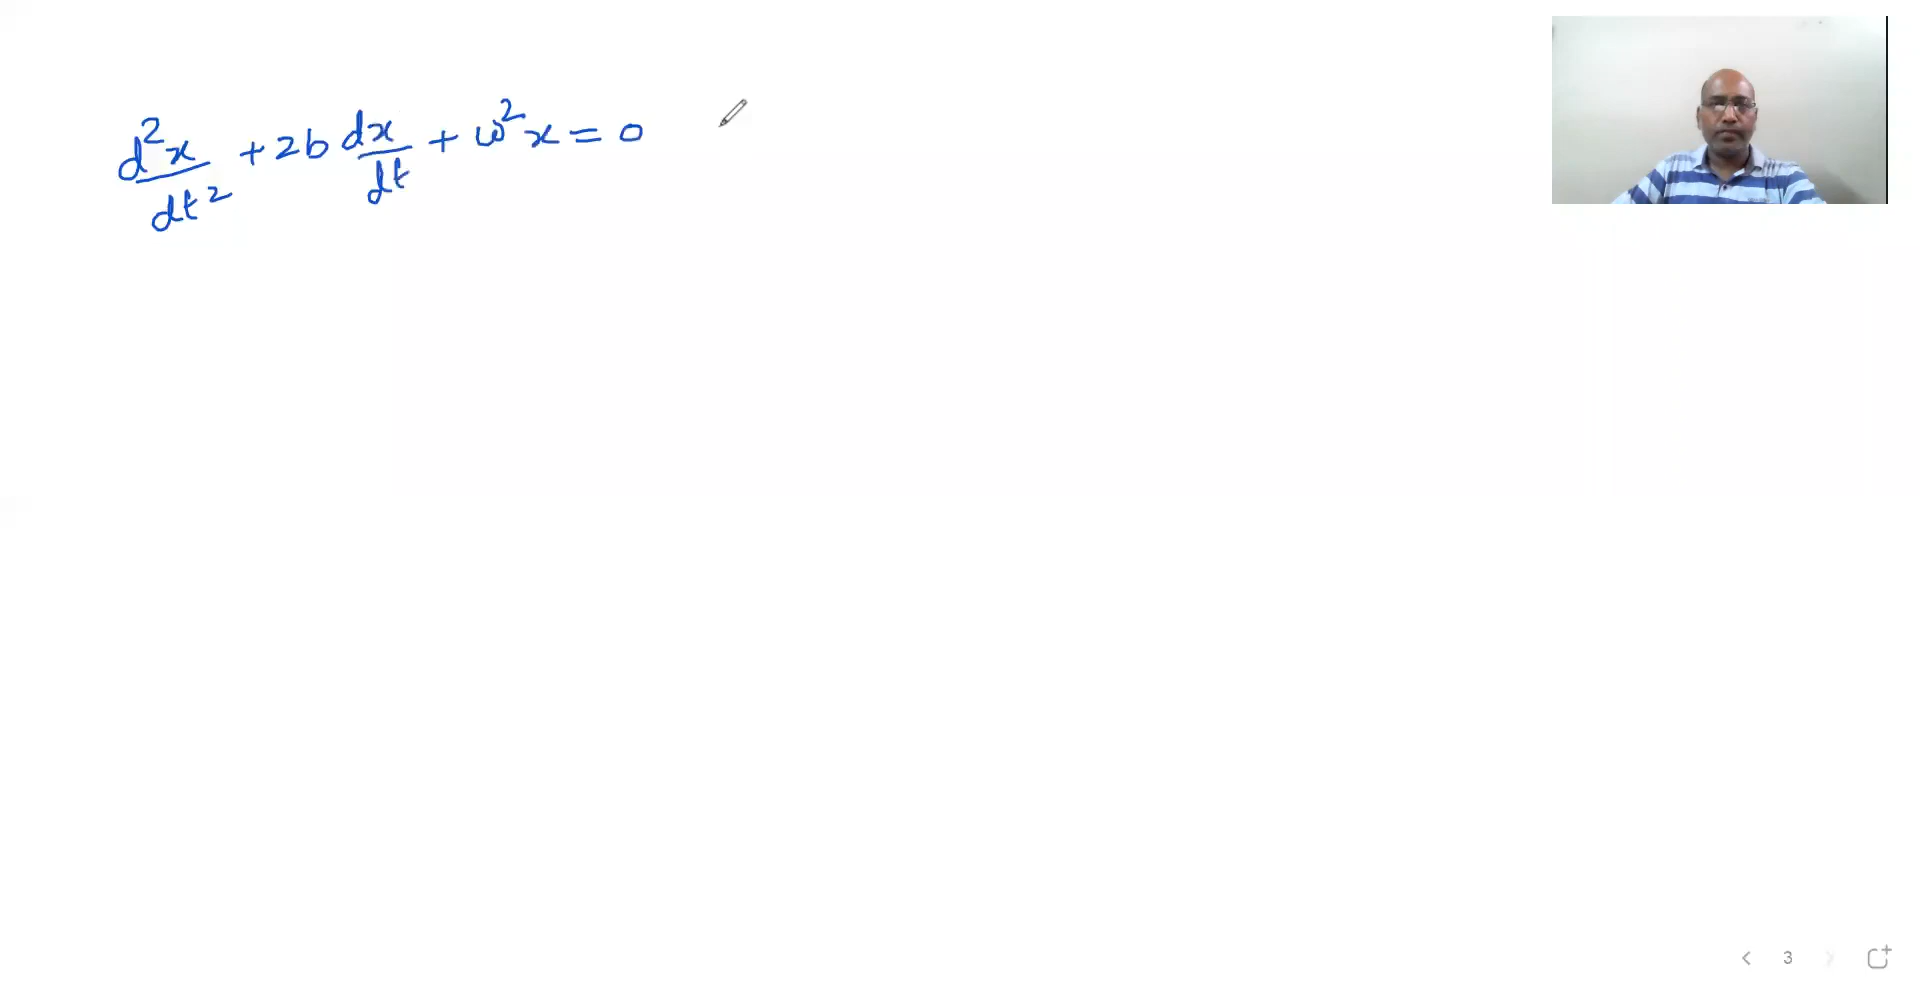 d²x/dt² + 2b dx/dt + ω²x = 0
3